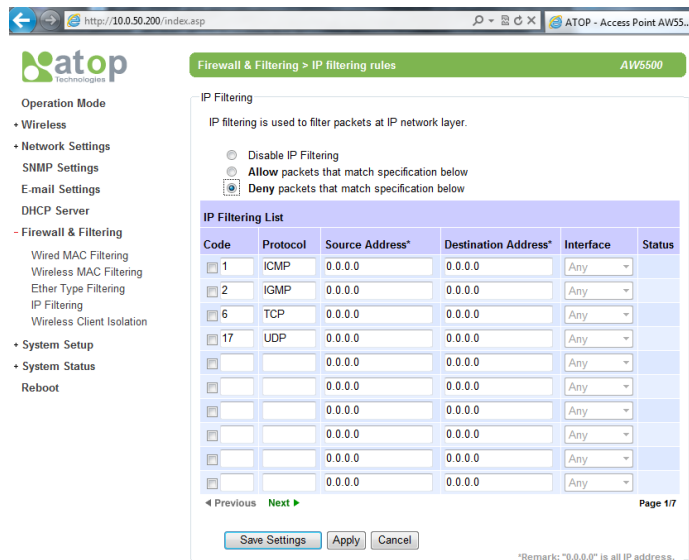 http://10.0.50.200/index.asp
ATOP - Access Point AW55...
atop
Technologies
Firewall & Filtering > IP filtering rules AW5500
Operation Mode
+ Wireless
+ Network Settings
SNMP Settings
E-mail Settings
DHCP Server
- Firewall & Filtering
Wired MAC Filtering
Wireless MAC Filtering
Ether Type Filtering
IP Filtering
Wireless Client Isolation
+ System Setup
+ System Status
Reboot
IP Filtering
IP filtering is used to filter packets at IP network layer.
Disable IP Filtering
Allow packets that match specification below
Deny packets that match specification below
IP Filtering List
Code Protocol Source Address* Destination Address* Interface Status
1 ICMP 0.0.0.0 0.0.0.0 Any
2 IGMP 0.0.0.0 0.0.0.0 Any
6 TCP 0.0.0.0 0.0.0.0 Any
17 UDP 0.0.0.0 0.0.0.0 Any
0.0.0.0 0.0.0.0 Any
0.0.0.0 0.0.0.0 Any
0.0.0.0 0.0.0.0 Any
0.0.0.0 0.0.0.0 Any
0.0.0.0 0.0.0.0 Any
0.0.0.0 0.0.0.0 Any
Previous Next Page 1/7
Save Settings Apply Cancel
*Remark: "0.0.0.0" is all IP address.